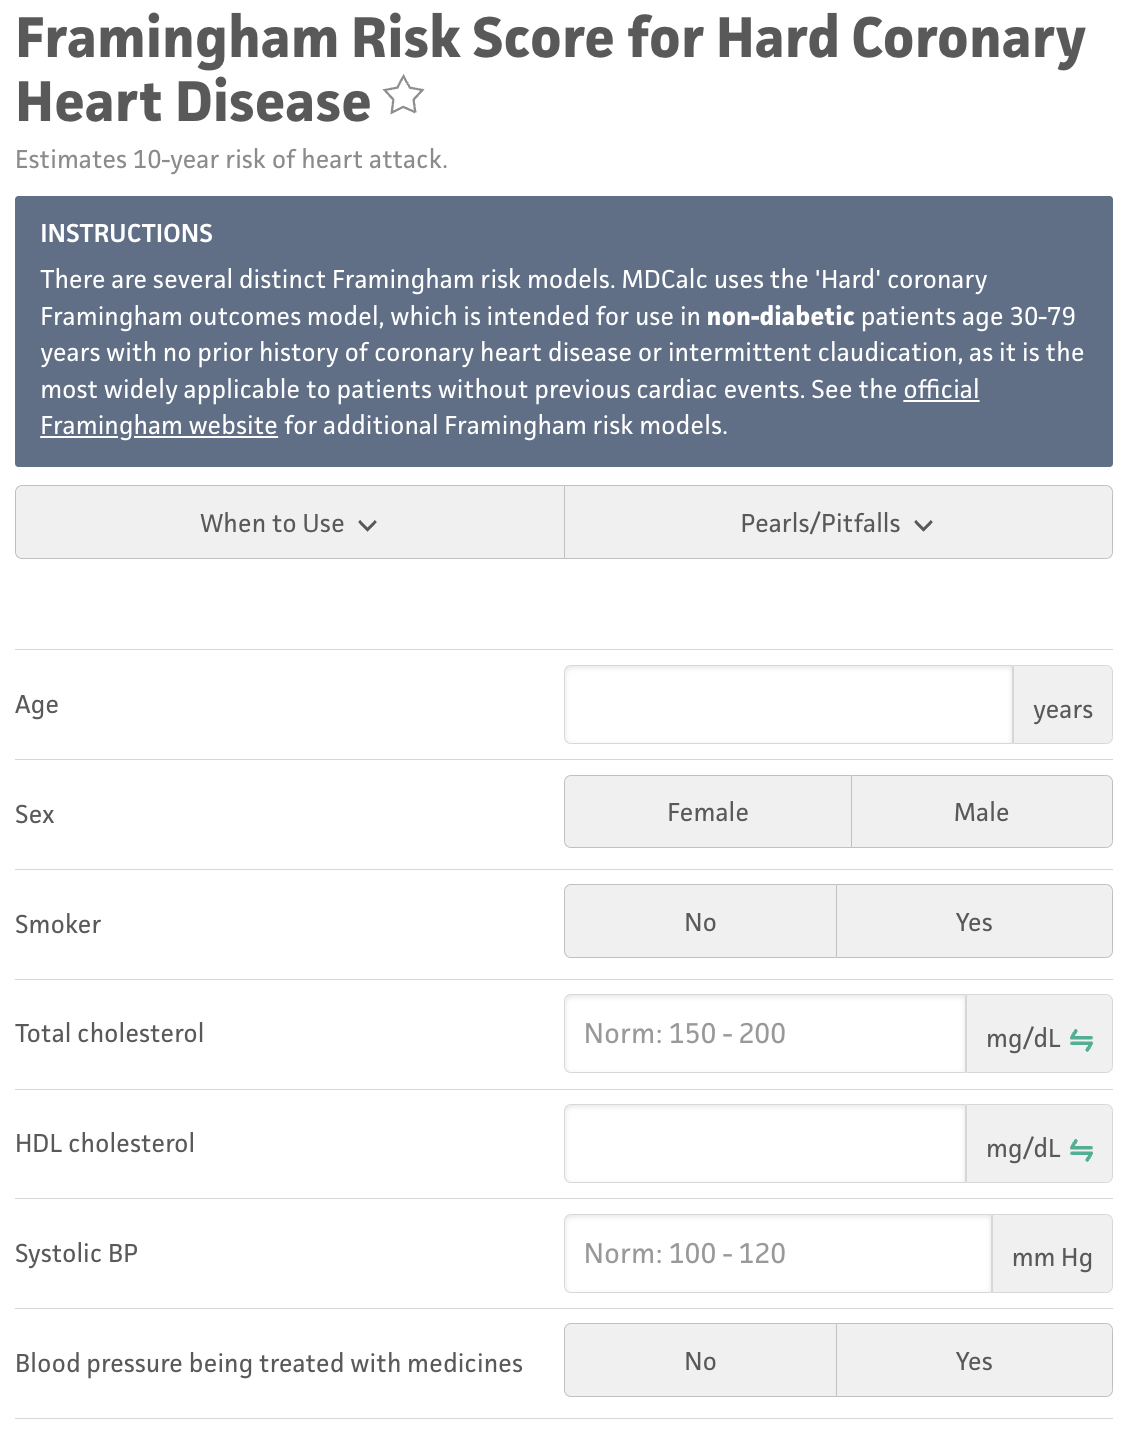 Framingham Risk Score for Hard Coronary
Heart Disease
Estimates 10-year risk of heart attack.
INSTRUCTIONS
There are several distinct Framingham risk models. MDCalc uses the 'Hard' coronary
Framingham outcomes model, which is intended for use in non-diabetic patients age 30-79
years with no prior history of coronary heart disease or intermittent claudication, as it is the
most widely applicable to patients without previous cardiac events. See the official
Framingham website for additional Framingham risk models.
When to Use Pearls/Pitfalls
Age years
Sex Female Male
Smoker No Yes
Total cholesterol Norm: 150 - 200 mg/dL
HDL cholesterol mg/dL
Systolic BP Norm: 100 - 120 mm Hg
Blood pressure being treated with medicines No Yes